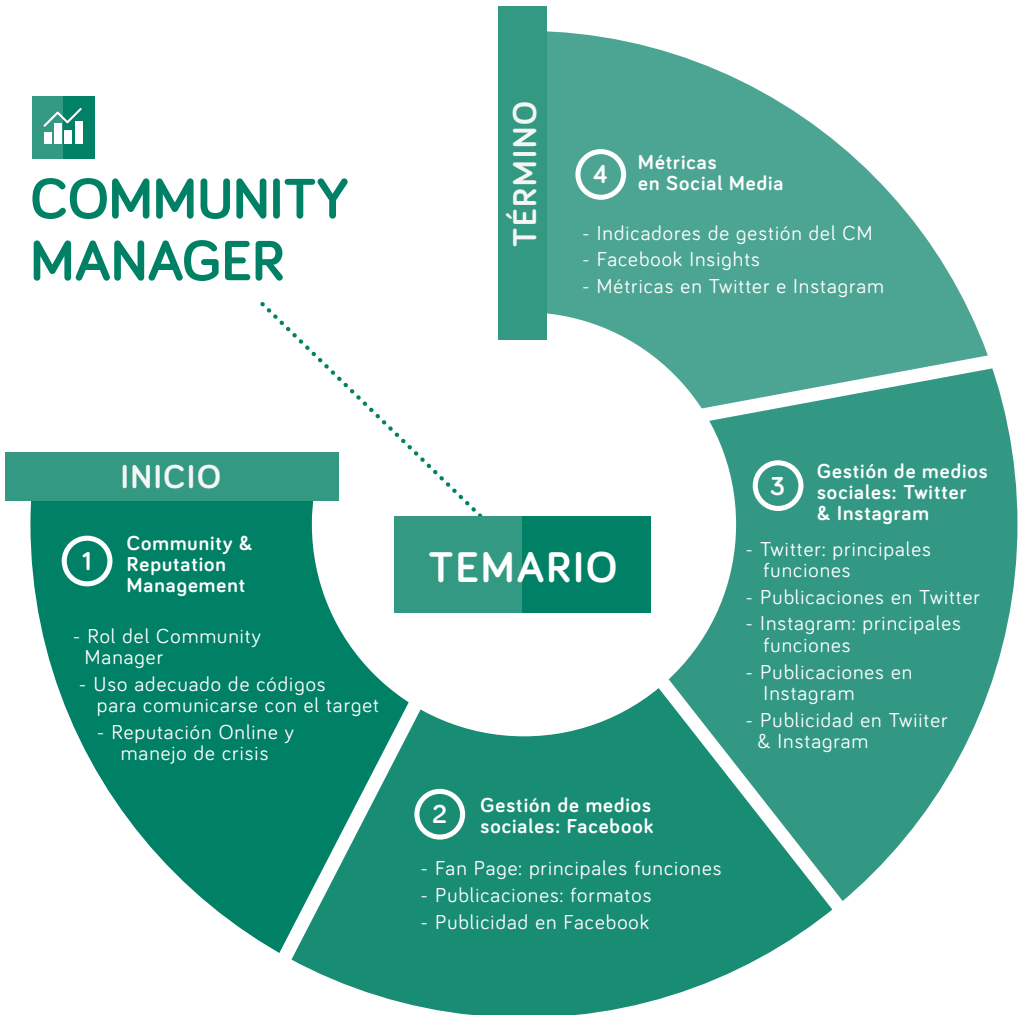 COMMUNITY
MANAGER
TEMARIO
INICIO
1
Community &
Reputation
Management
- Rol del Community
Manager
- Uso adecuado de códigos
para comunicarse con el target
- Reputación Online y
manejo de crisis
2
Gestión de medios
sociales: Facebook
- Fan Page: principales funciones
- Publicaciones: formatos
- Publicidad en Facebook
3
Gestión de medios
sociales: Twitter
& Instagram
- Twitter: principales
funciones
- Publicaciones en Twitter
- Instagram: principales
funciones
- Publicaciones en
Instagram
- Publicidad en Twiiter
& Instagram
4
Métricas
en Social Media
- Indicadores de gestión del CM
- Facebook Insights
- Métricas en Twitter e Instagram
TÉRMINO